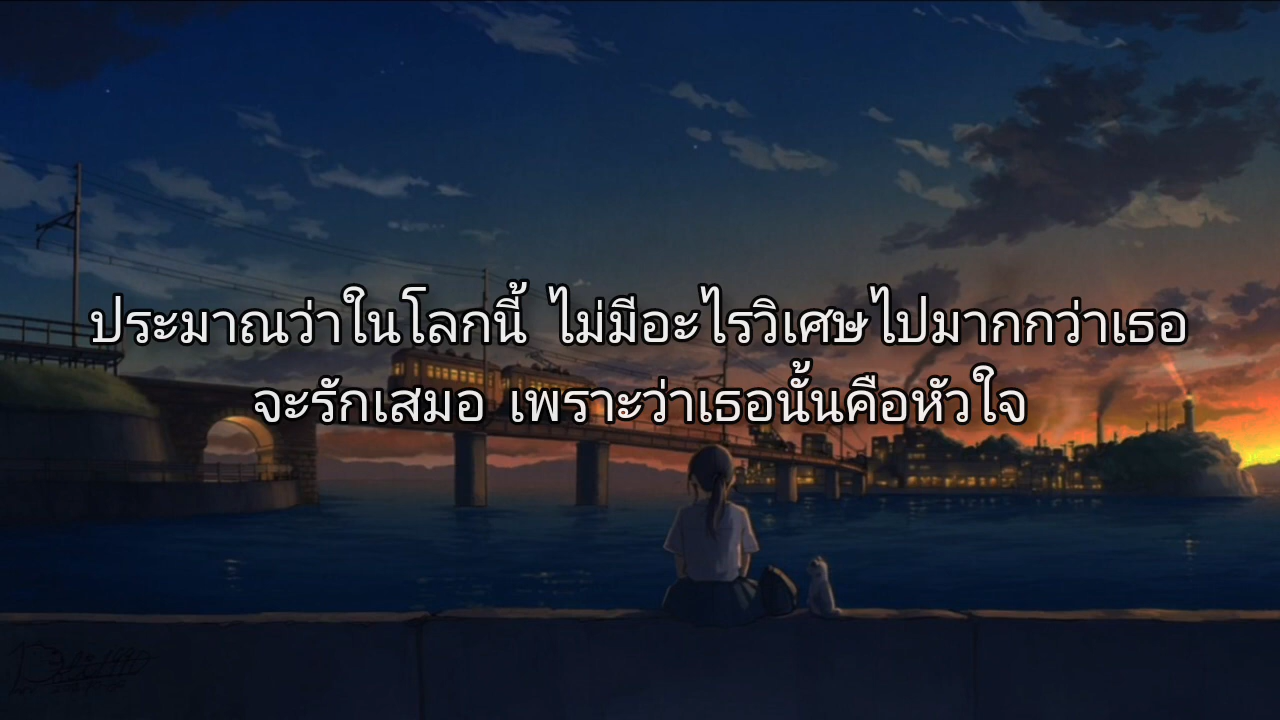 ประมาณว่าในโลกนี้ ไม่มีอะไรวิเศษไปมากกว่าเธอ
จะรักเสมอ เพราะว่าเธอนั้นคือหัวใจ